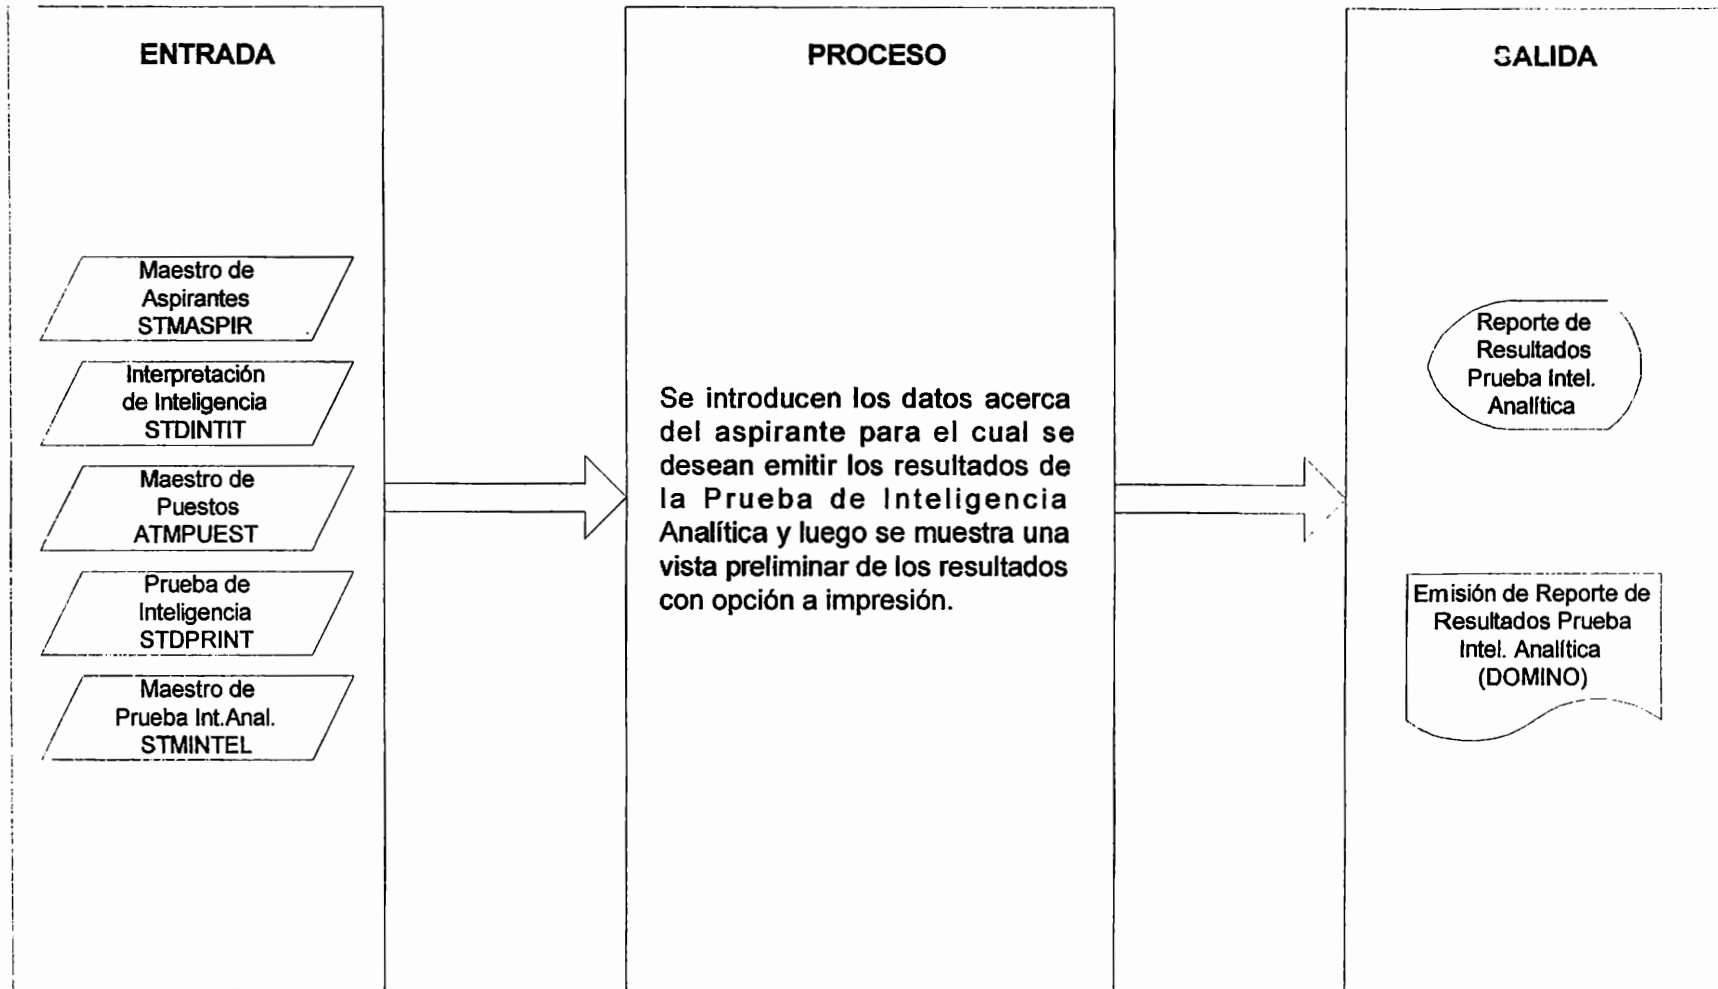 ENTRADA
Maestro de
Aspirantes
STMASPIR
Interpretación
de Inteligencia
STDINTIT
Maestro de
Puestos
ATMPUEST
Prueba de
Inteligencia
STDPRINT
Maestro de
Prueba Int.Anal.
STMINTEL
PROCESO
Se introducen los datos acerca
del aspirante para el cual se
desean emitir los resultados de
la Prueba de Inteligencia
Analítica y luego se muestra una
vista preliminar de los resultados
con opción a impresión.
SALIDA
Reporte de
Resultados
Prueba Intel.
Analítica
Emisión de Reporte de
Resultados Prueba
Intel. Analítica
(DOMINO)